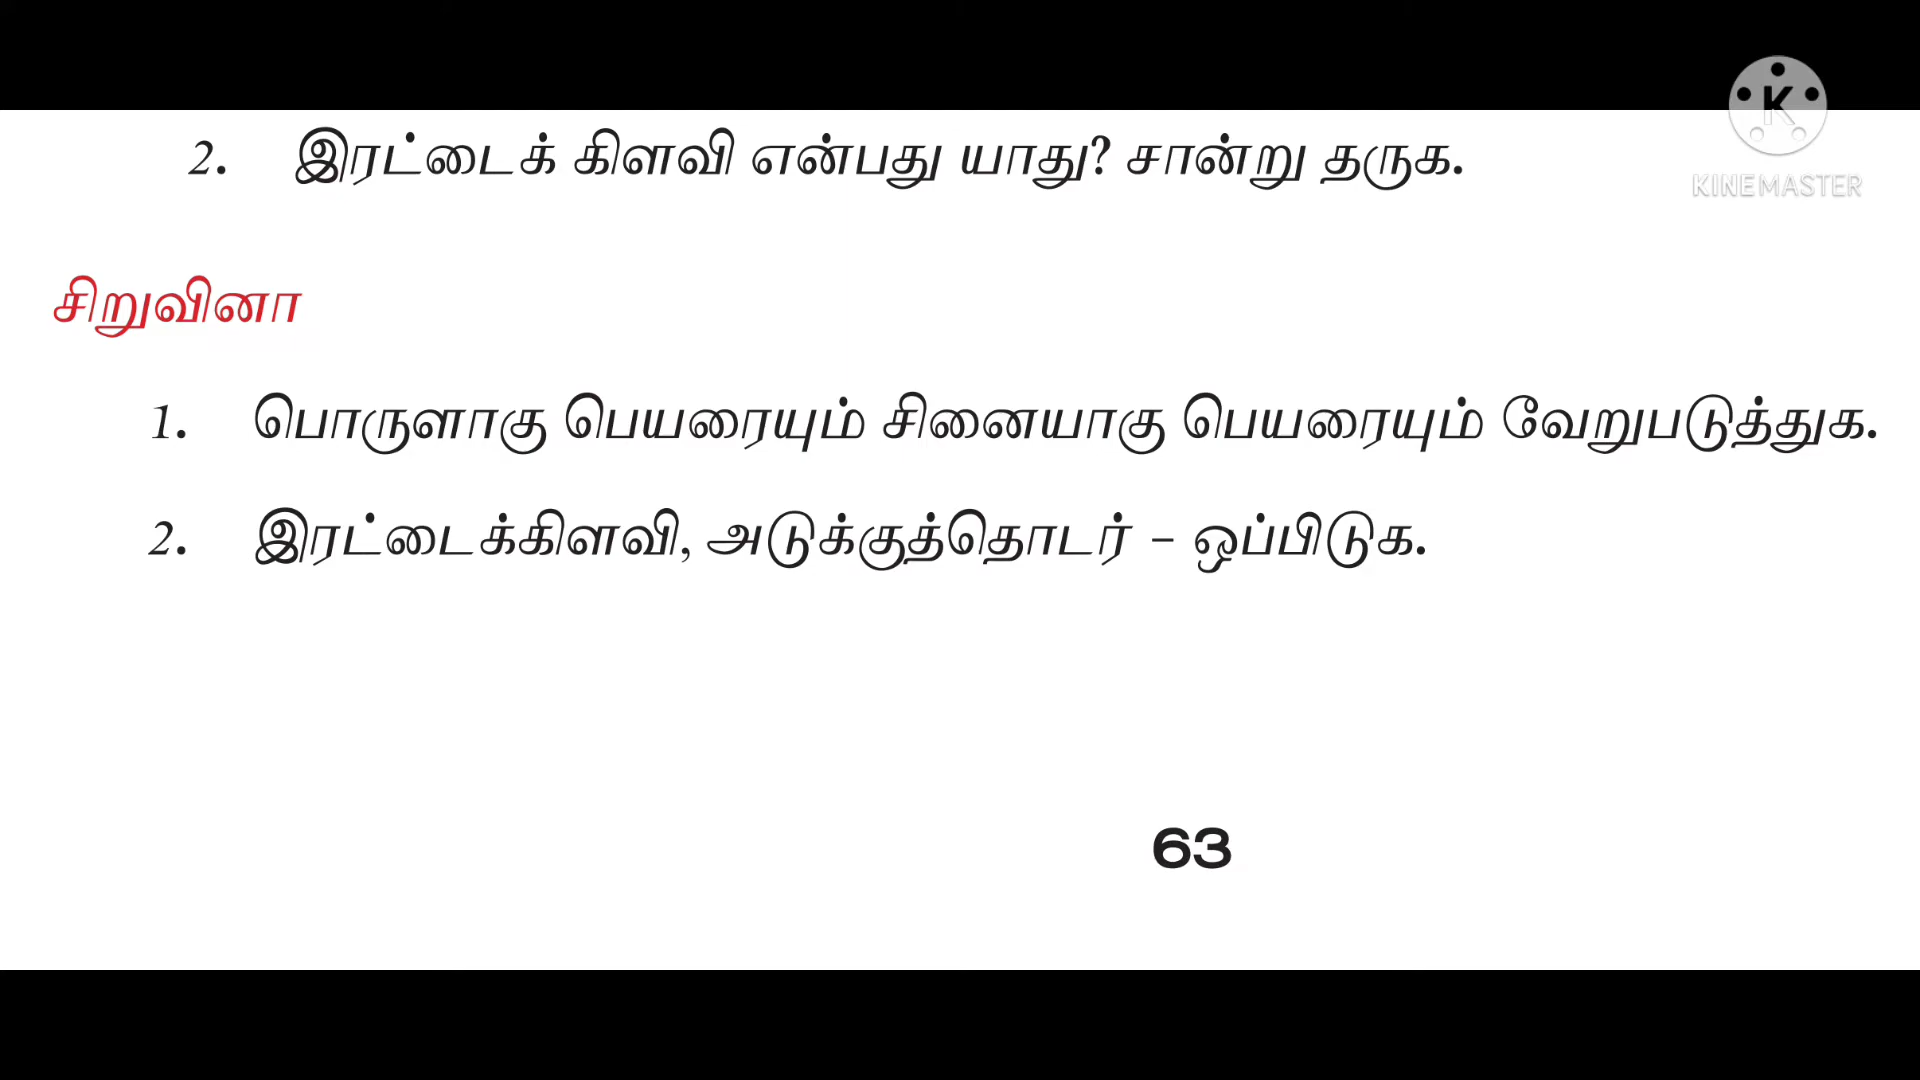 2. இரட்டைக் கிளவி என்பது யாது? சான்று தருக.
KINEMASTER
சிறுவினா
1. பொருளாகு பெயரையும் சினையாகு பெயரையும் வேறுபடுத்துக.
2. இரட்டைக்கிளவி, அடுக்குத்தொடர் – ஒப்பிடுக.
63